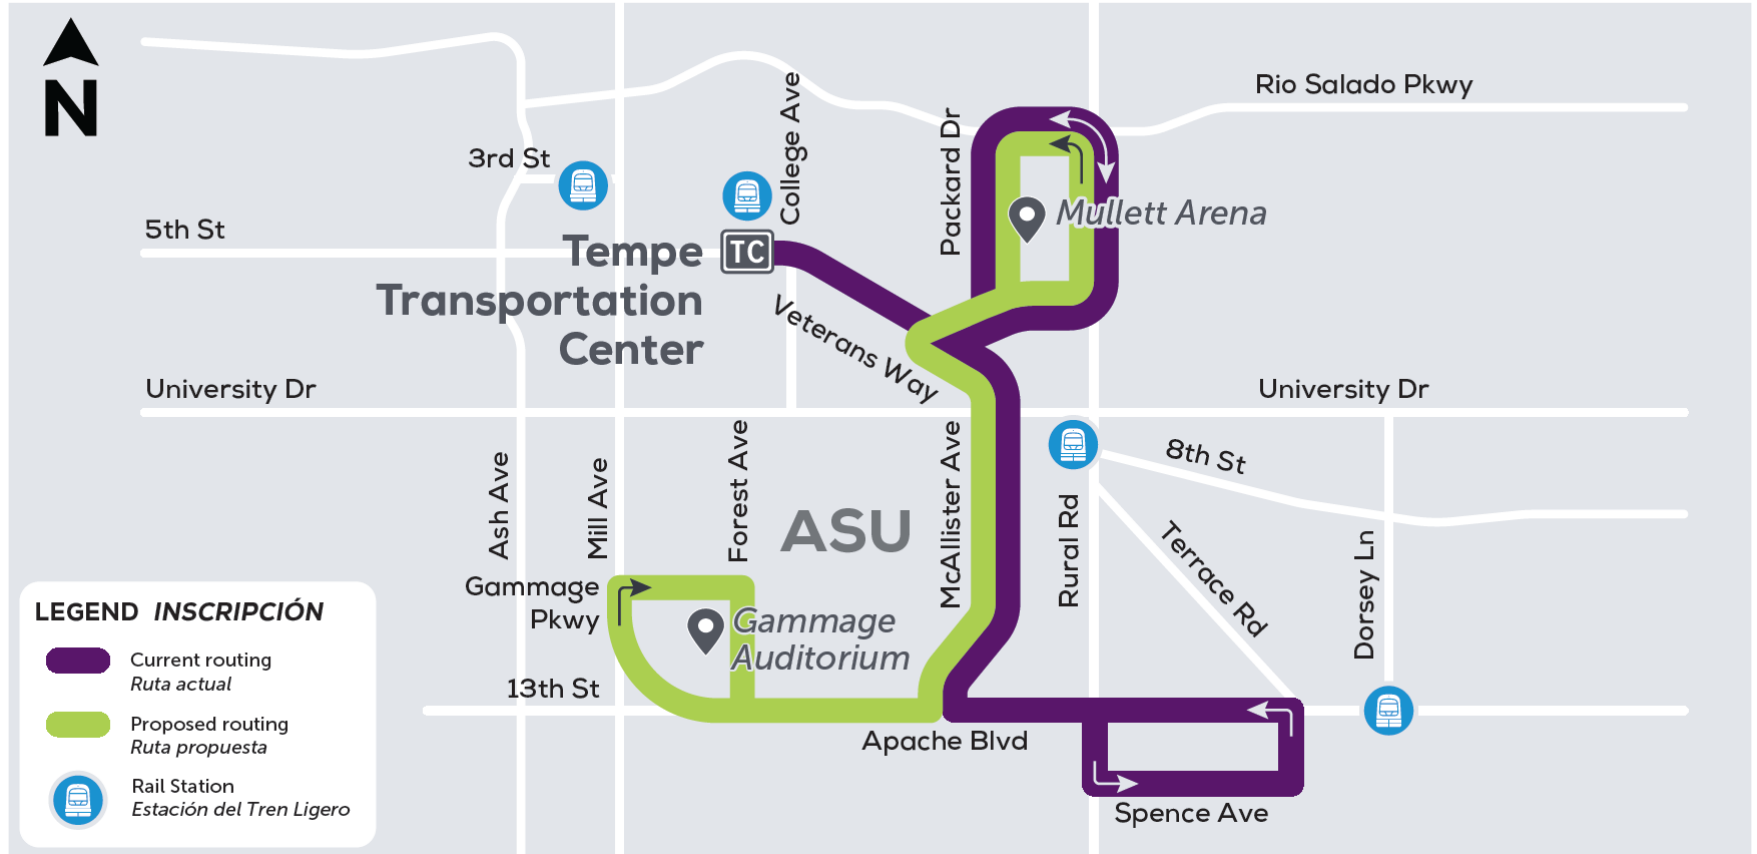 N
Rio Salado Pkwy
College Ave
Packard Dr
3rd St
5th St
Mullett Arena
Tempe
Transportation
Center
TC
Veterans Way
University Dr
University Dr
8th St
Ash Ave
Mill Ave
Forest Ave
ASU
McAllister Ave
Rural Rd
Terrace Rd
Dorsey Ln
Gammage
Pkwy
Gammage
Auditorium
13th St
Apache Blvd
Spence Ave
LEGEND INSCRIPCIÓN
Current routing
Ruta actual
Proposed routing
Ruta propuesta
Rail Station
Estación del Tren Ligero